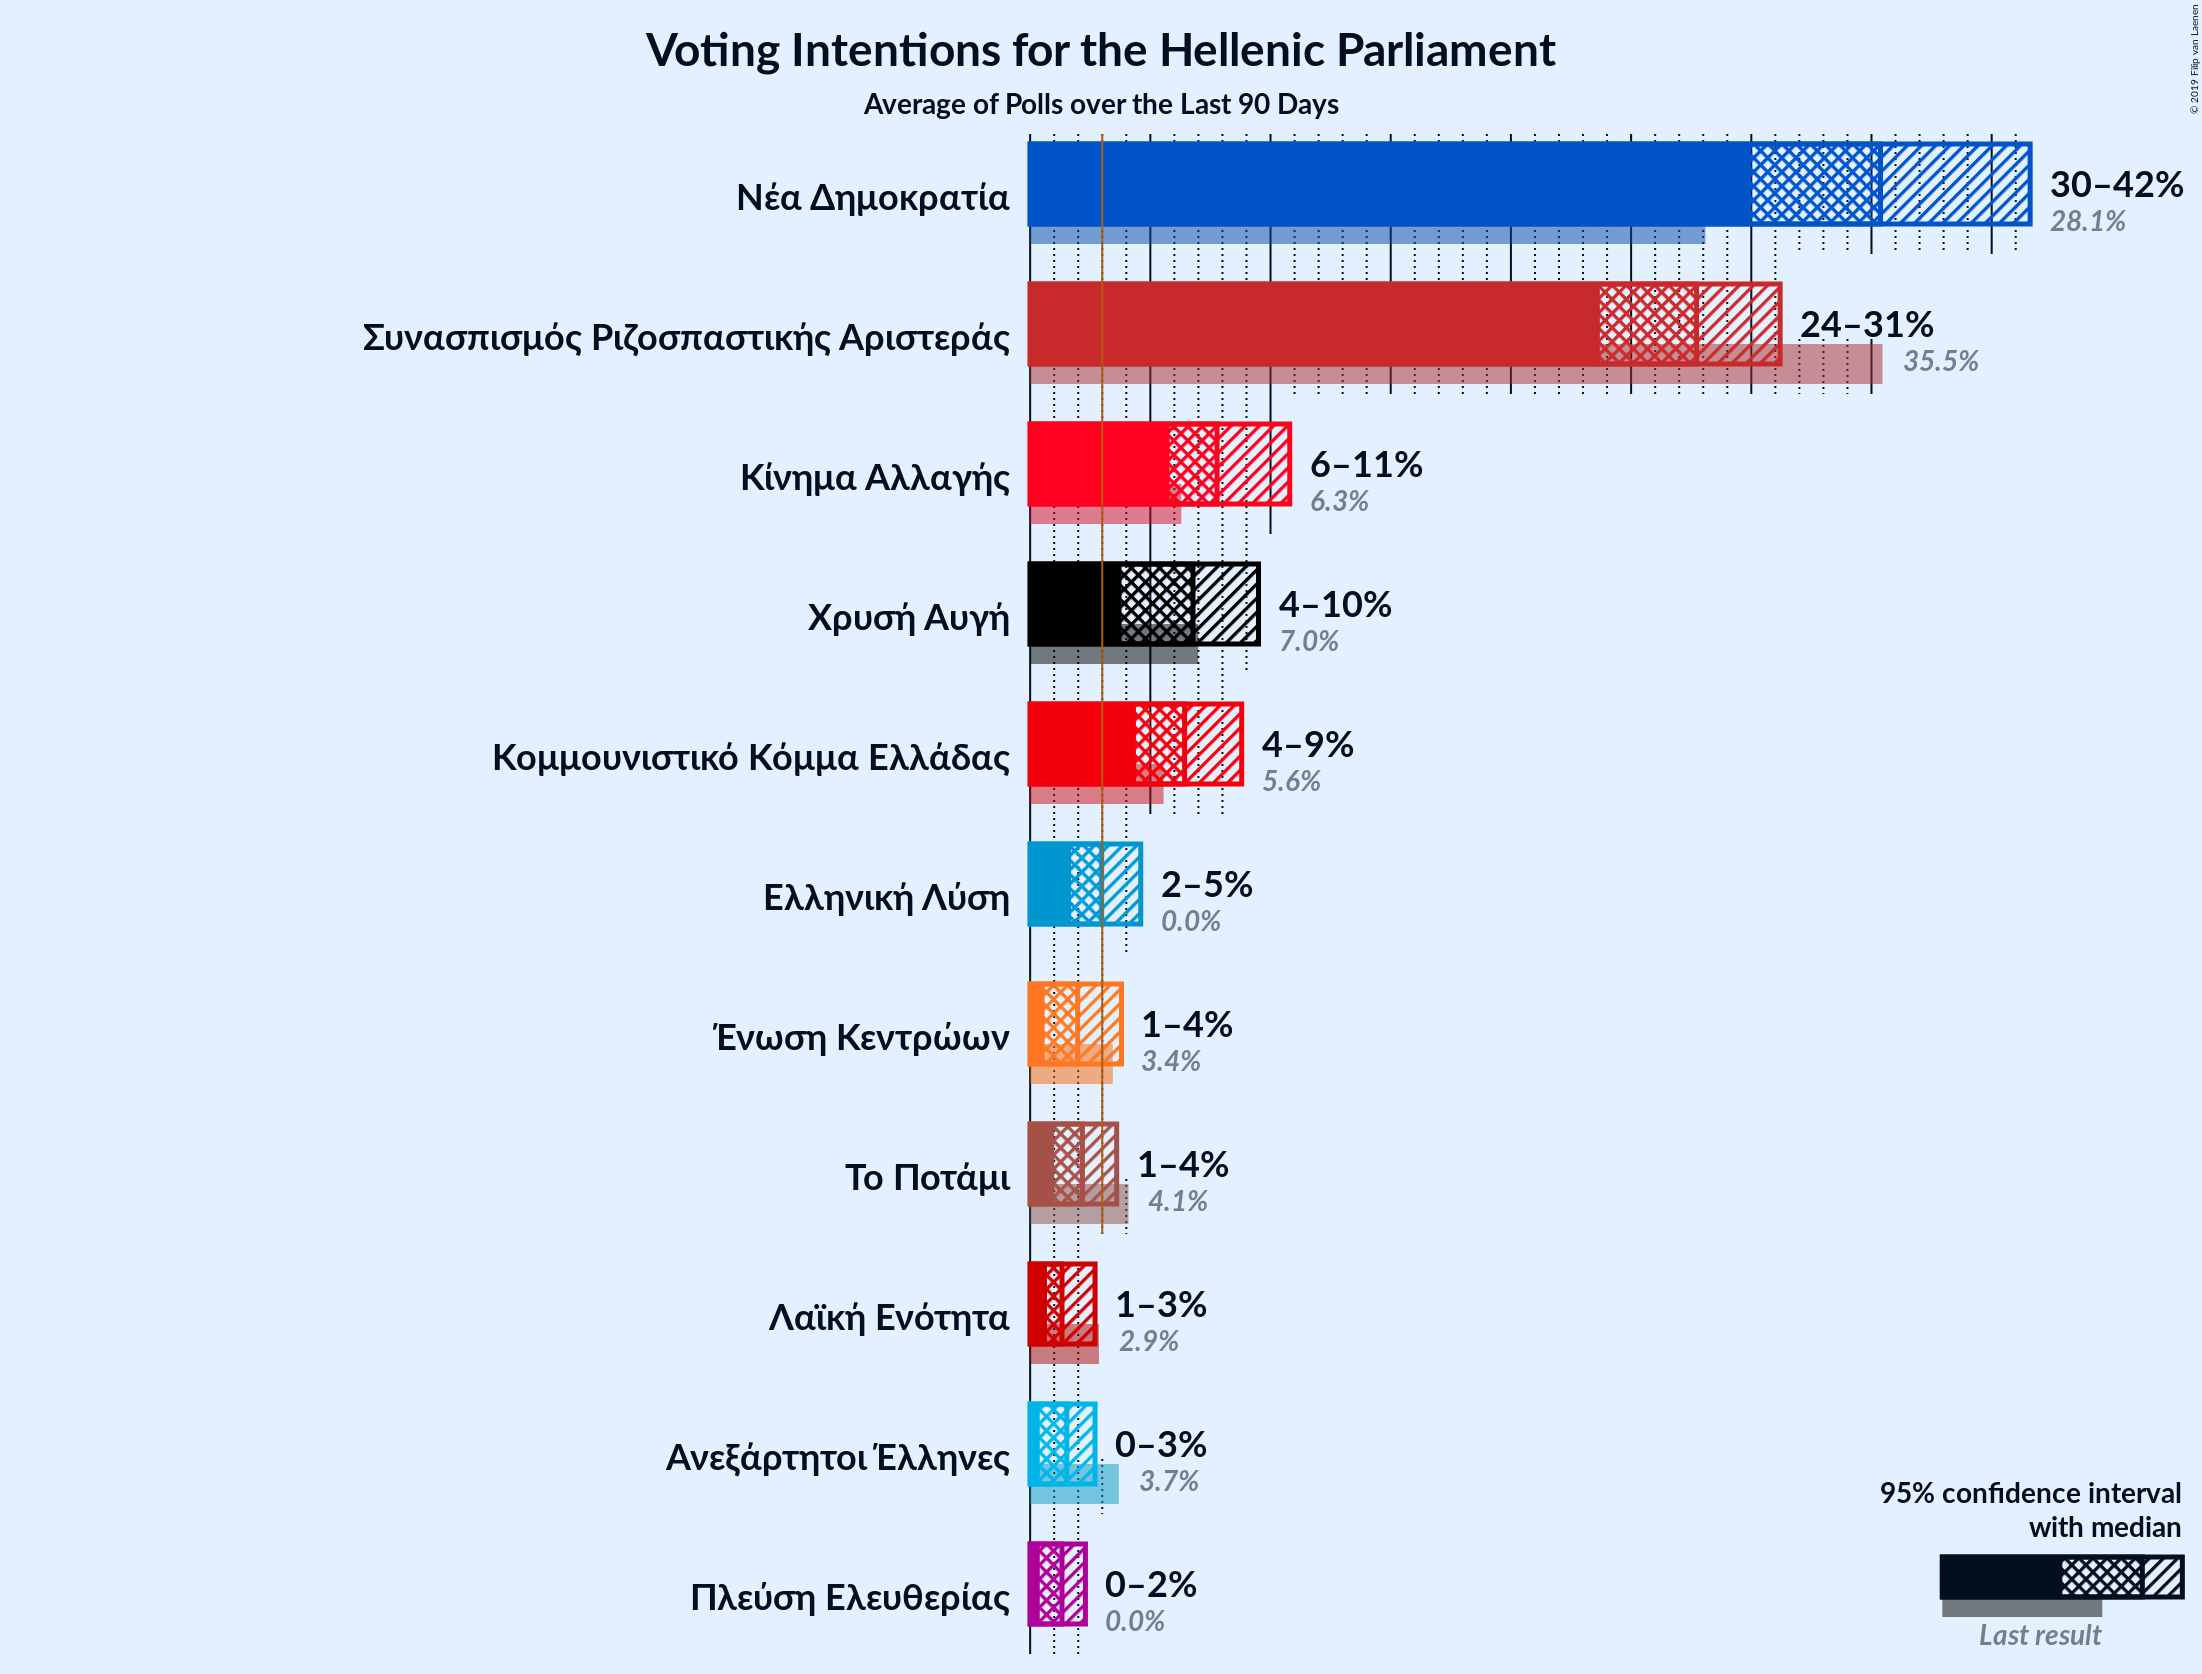 Voting Intentions for the Hellenic Parliament
Average of Polls over the Last 90 Days
© 2019 Filip van Laenen
Νέα Δημοκρατία
30–42%
28.1%
Συνασπισμός Ριζοσπαστικής Αριστεράς
24–31%
35.5%
Κίνημα Αλλαγής
6–11%
6.3%
Χρυσή Αυγή
4–10%
7.0%
Κομμουνιστικό Κόμμα Ελλάδας
4–9%
5.6%
Ελληνική Λύση
2–5%
0.0%
Ένωση Κεντρώων
1–4%
3.4%
Το Ποτάμι
1–4%
4.1%
Λαϊκή Ενότητα
1–3%
2.9%
Ανεξάρτητοι Έλληνες
0–3%
3.7%
Πλεύση Ελευθερίας
0–2%
0.0%
95% confidence interval
with median
Last result